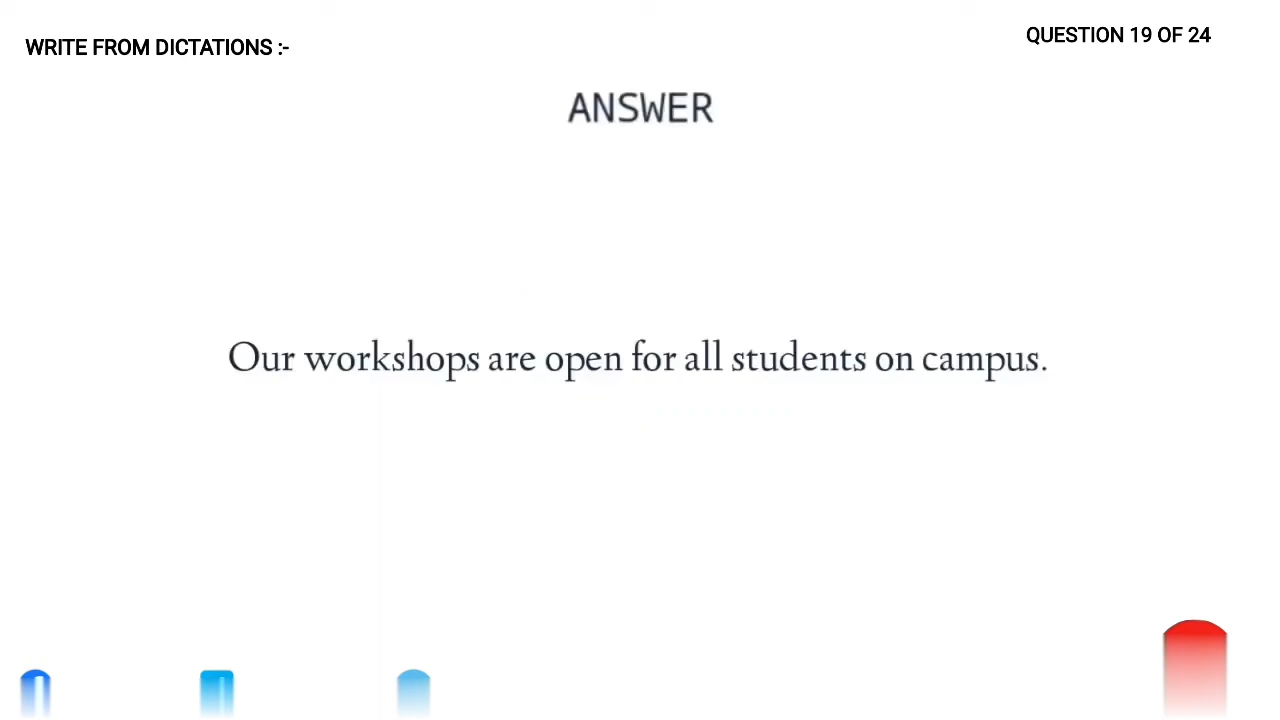 WRITE FROM DICTATIONS :-
QUESTION 19 OF 24
ANSWER
Our workshops are open for all students on campus.